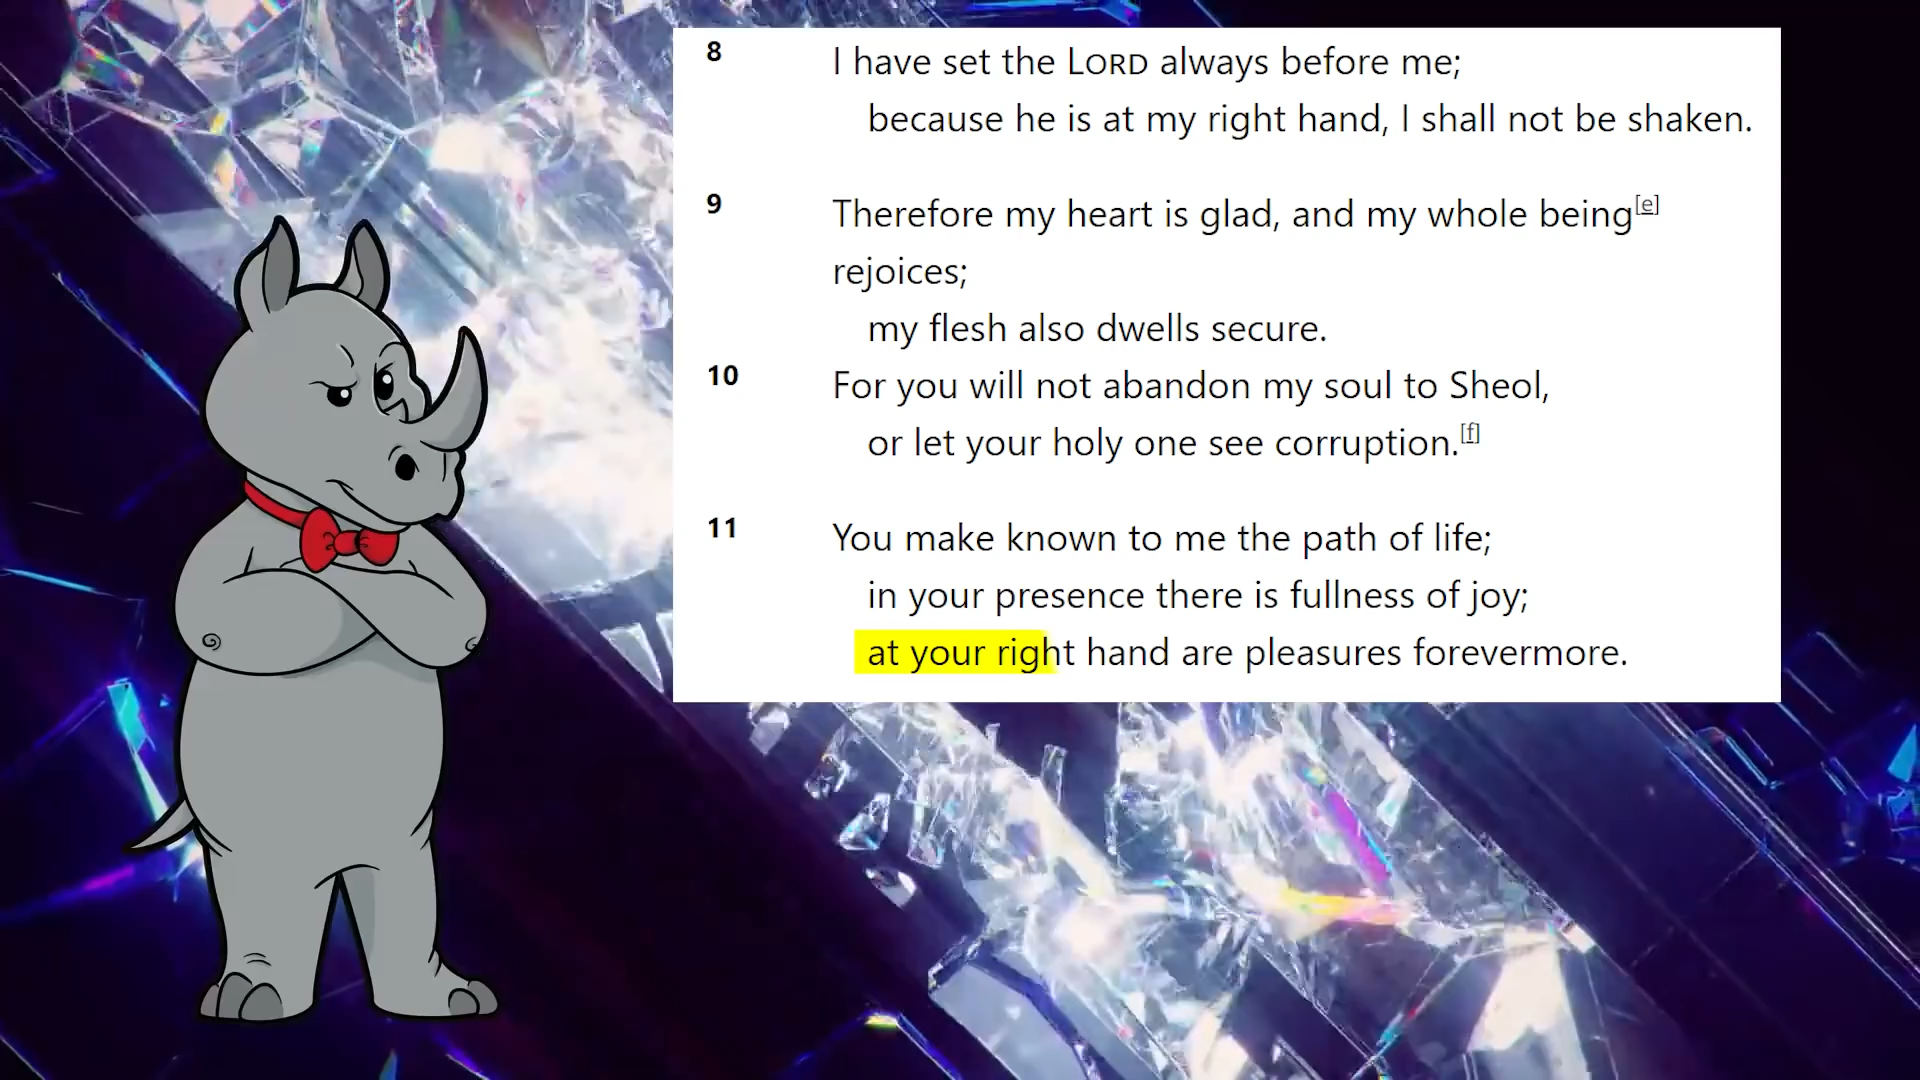 8 I have set the LORD always before me;
because he is at my right hand, I shall not be shaken.
9 Therefore my heart is glad, and my whole being[e]
rejoices;
my flesh also dwells secure.
10 For you will not abandon my soul to Sheol,
or let your holy one see corruption.[f]
11 You make known to me the path of life;
in your presence there is fullness of joy;
at your right hand are pleasures forevermore.